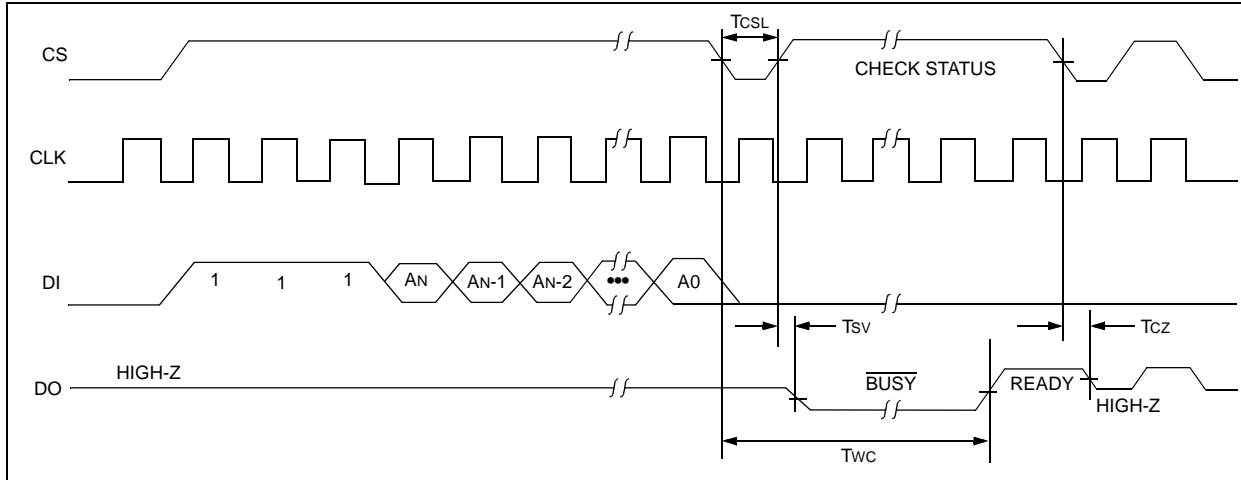 TCSL
CS
CHECK STATUS
CLK
DI
1 1 1 AN AN-1 AN-2 ••• A0
TSV
TCZ
DO
HIGH-Z
BUSY
READY
HIGH-Z
TWC